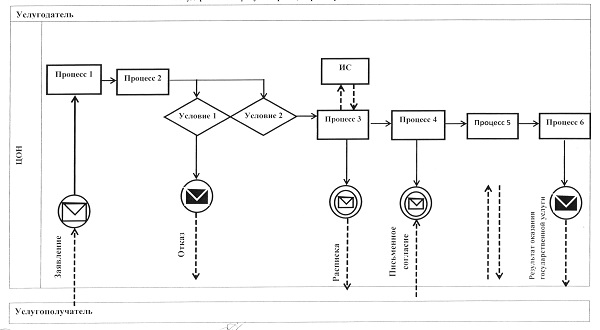 Услугодатель
ЦОН
Процесс 1
Процесс 2
ИС
Условие 1
Условие 2
Процесс 3
Процесс 4
Процесс 5
Процесс 6
Заявление
Отказ
Расписка
Письменное
согласие
Результат оказания
государственной услуги
Услугополучатель